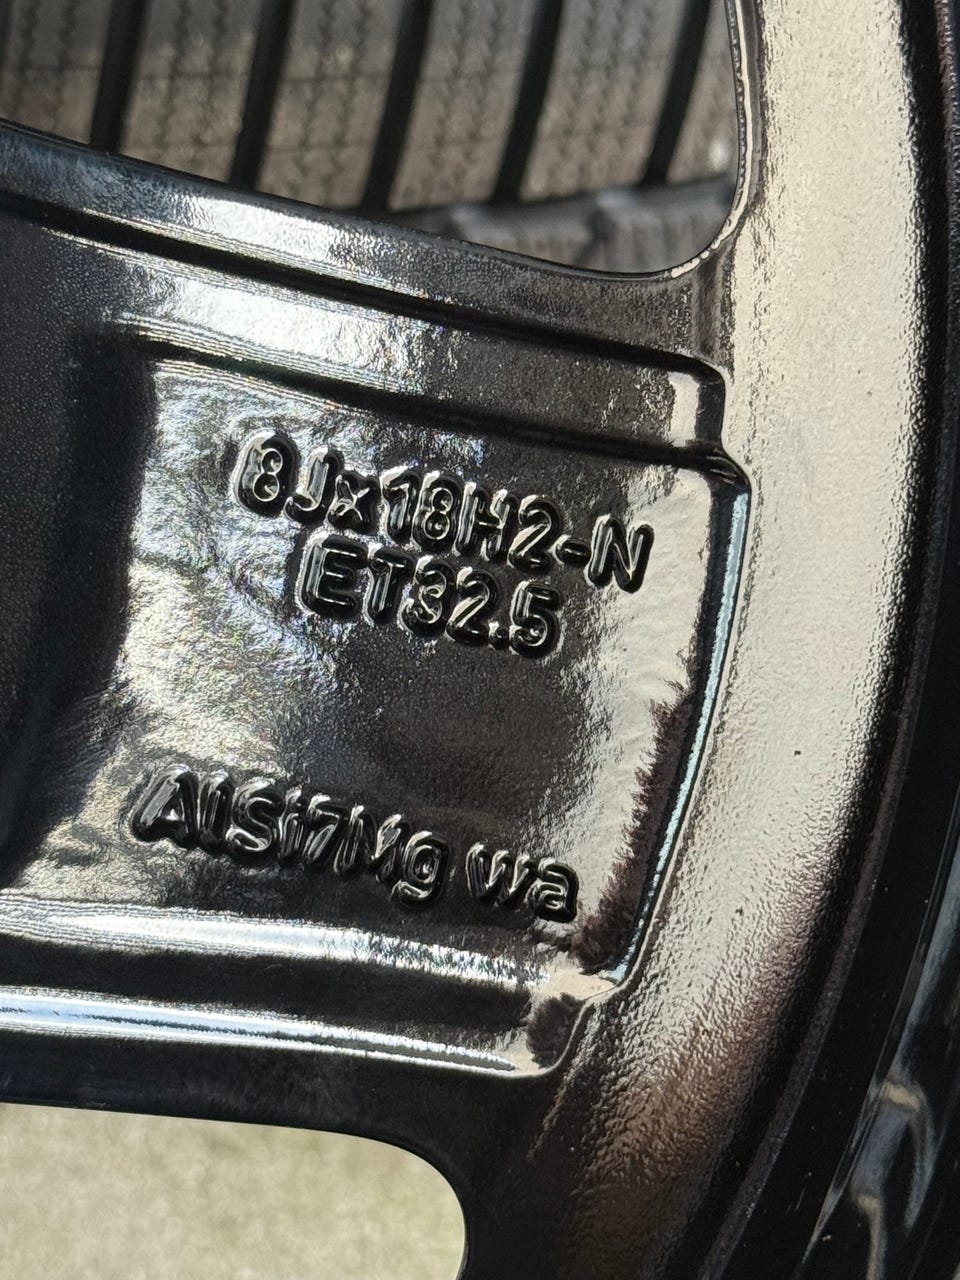 8Jx18H2-N
ET32.5
AlSi7Mg wa